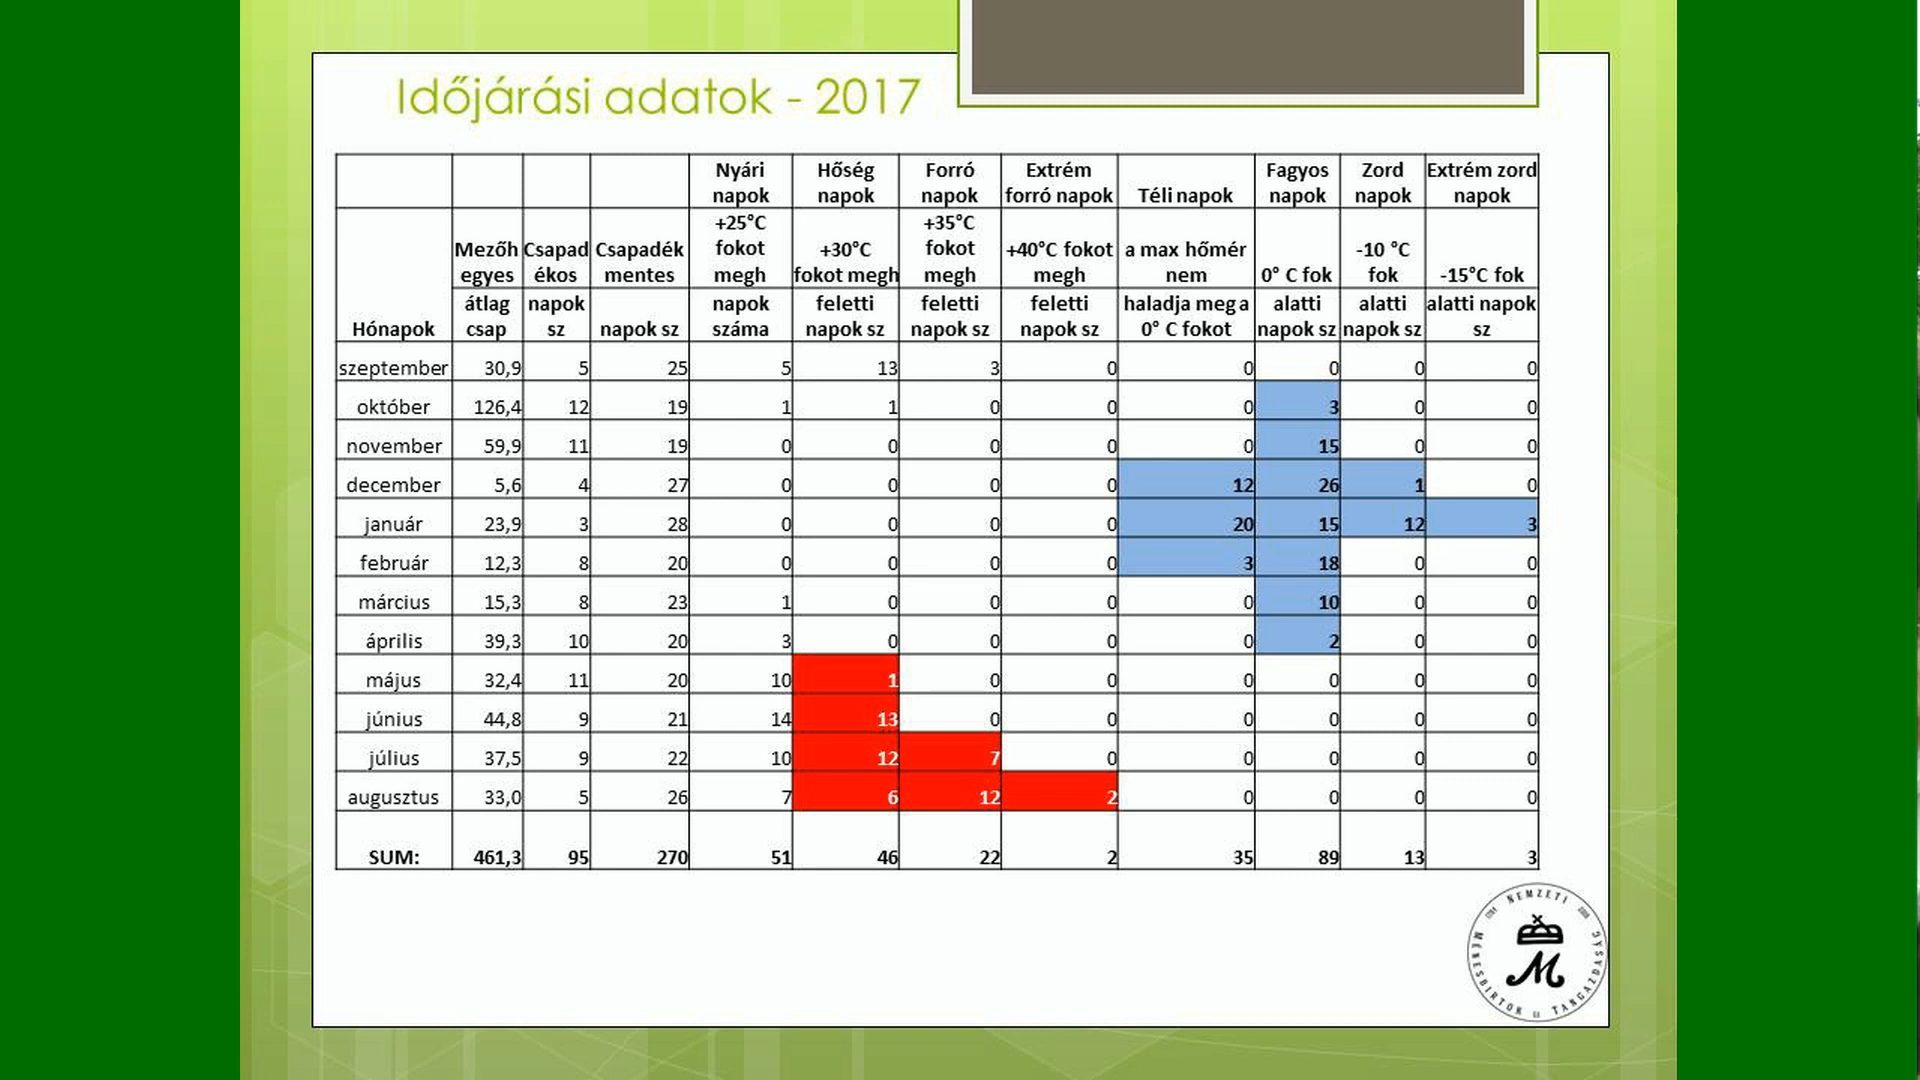 Időjárási adatok - 2017
Nyári napok Hőség napok Forró napok Extrém forró napok Téli napok Fagyos napok Zord napok Extrém zord napok
Hónapok Mezőh egyes Csapad ékos Csapadék mentes +25°C fokot megh +30°C fokot megh +35°C fokot megh +40°C fokot megh a max hőmér nem 0° C fok -10 °C fok -15°C fok
átlag csap napok sz napok sz napok száma feletti napok sz feletti napok sz feletti napok sz haladja meg a 0° C fokot alatti napok sz alatti napok sz alatti napok sz
szeptember 30,9 5 25 5 13 3 0 0 0 0 0
október 126,4 12 19 1 1 0 0 0 3 0 0
november 59,9 11 19 0 0 0 0 0 15 0 0
december 5,6 4 27 0 0 0 0 12 26 1 0
január 23,9 3 28 0 0 0 0 20 15 12 3
február 12,3 8 20 0 0 0 0 3 18 0 0
március 15,3 8 23 1 0 0 0 0 10 0 0
április 39,3 10 20 3 0 0 0 0 2 0 0
május 32,4 11 20 10 1 0 0 0 0 0 0
június 44,8 9 21 14 13 0 0 0 0 0 0
július 37,5 9 22 10 12 7 0 0 0 0 0
augusztus 33,0 5 26 7 6 12 2 0 0 0 0
SUM: 461,3 95 270 51 46 22 2 35 89 13 3
NEMZETI
MÉNESBIRTOK
TANGAZDASÁG
M